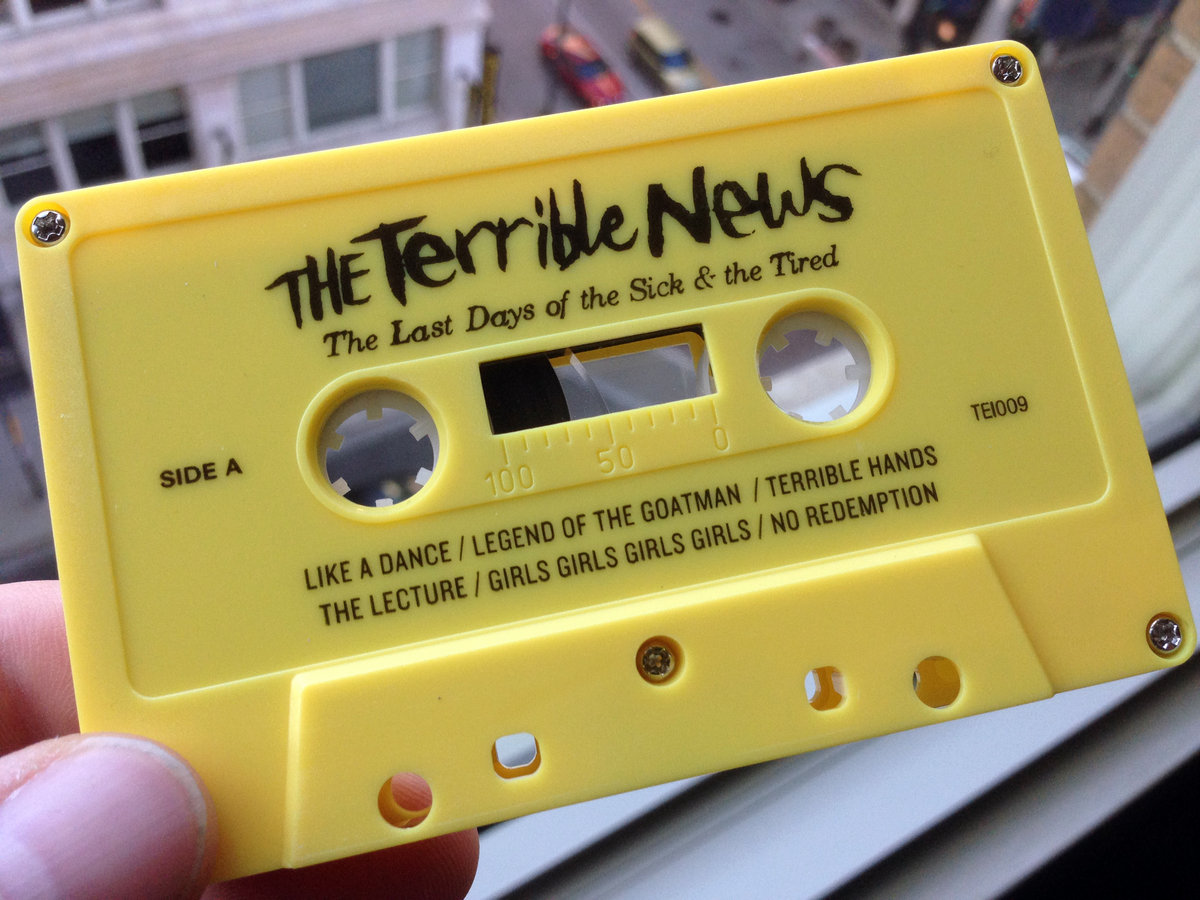 THE Terrible News
The Last Days of the Sick & the Tired
SIDE A
100 50 0
TEI009
LIKE A DANCE / LEGEND OF THE GOATMAN / TERRIBLE HANDS
THE LECTURE / GIRLS GIRLS GIRLS GIRLS / NO REDEMPTION